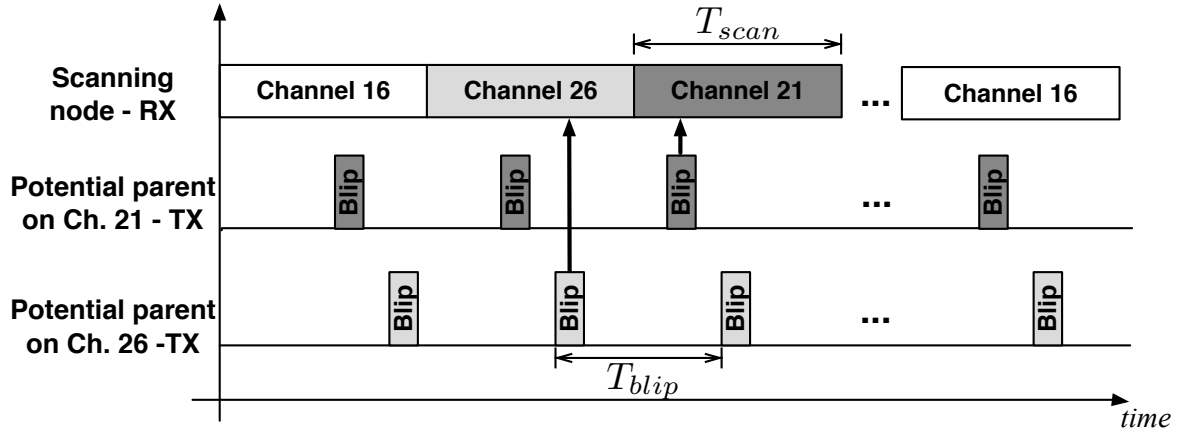 T_scan
Scanning
node - RX
Channel 16
Channel 26
Channel 21
...
Channel 16
Potential parent
on Ch. 21 - TX
Blip
Blip
Blip
...
Blip
Potential parent
on Ch. 26 -TX
Blip
Blip
Blip
...
Blip
T_blip
time